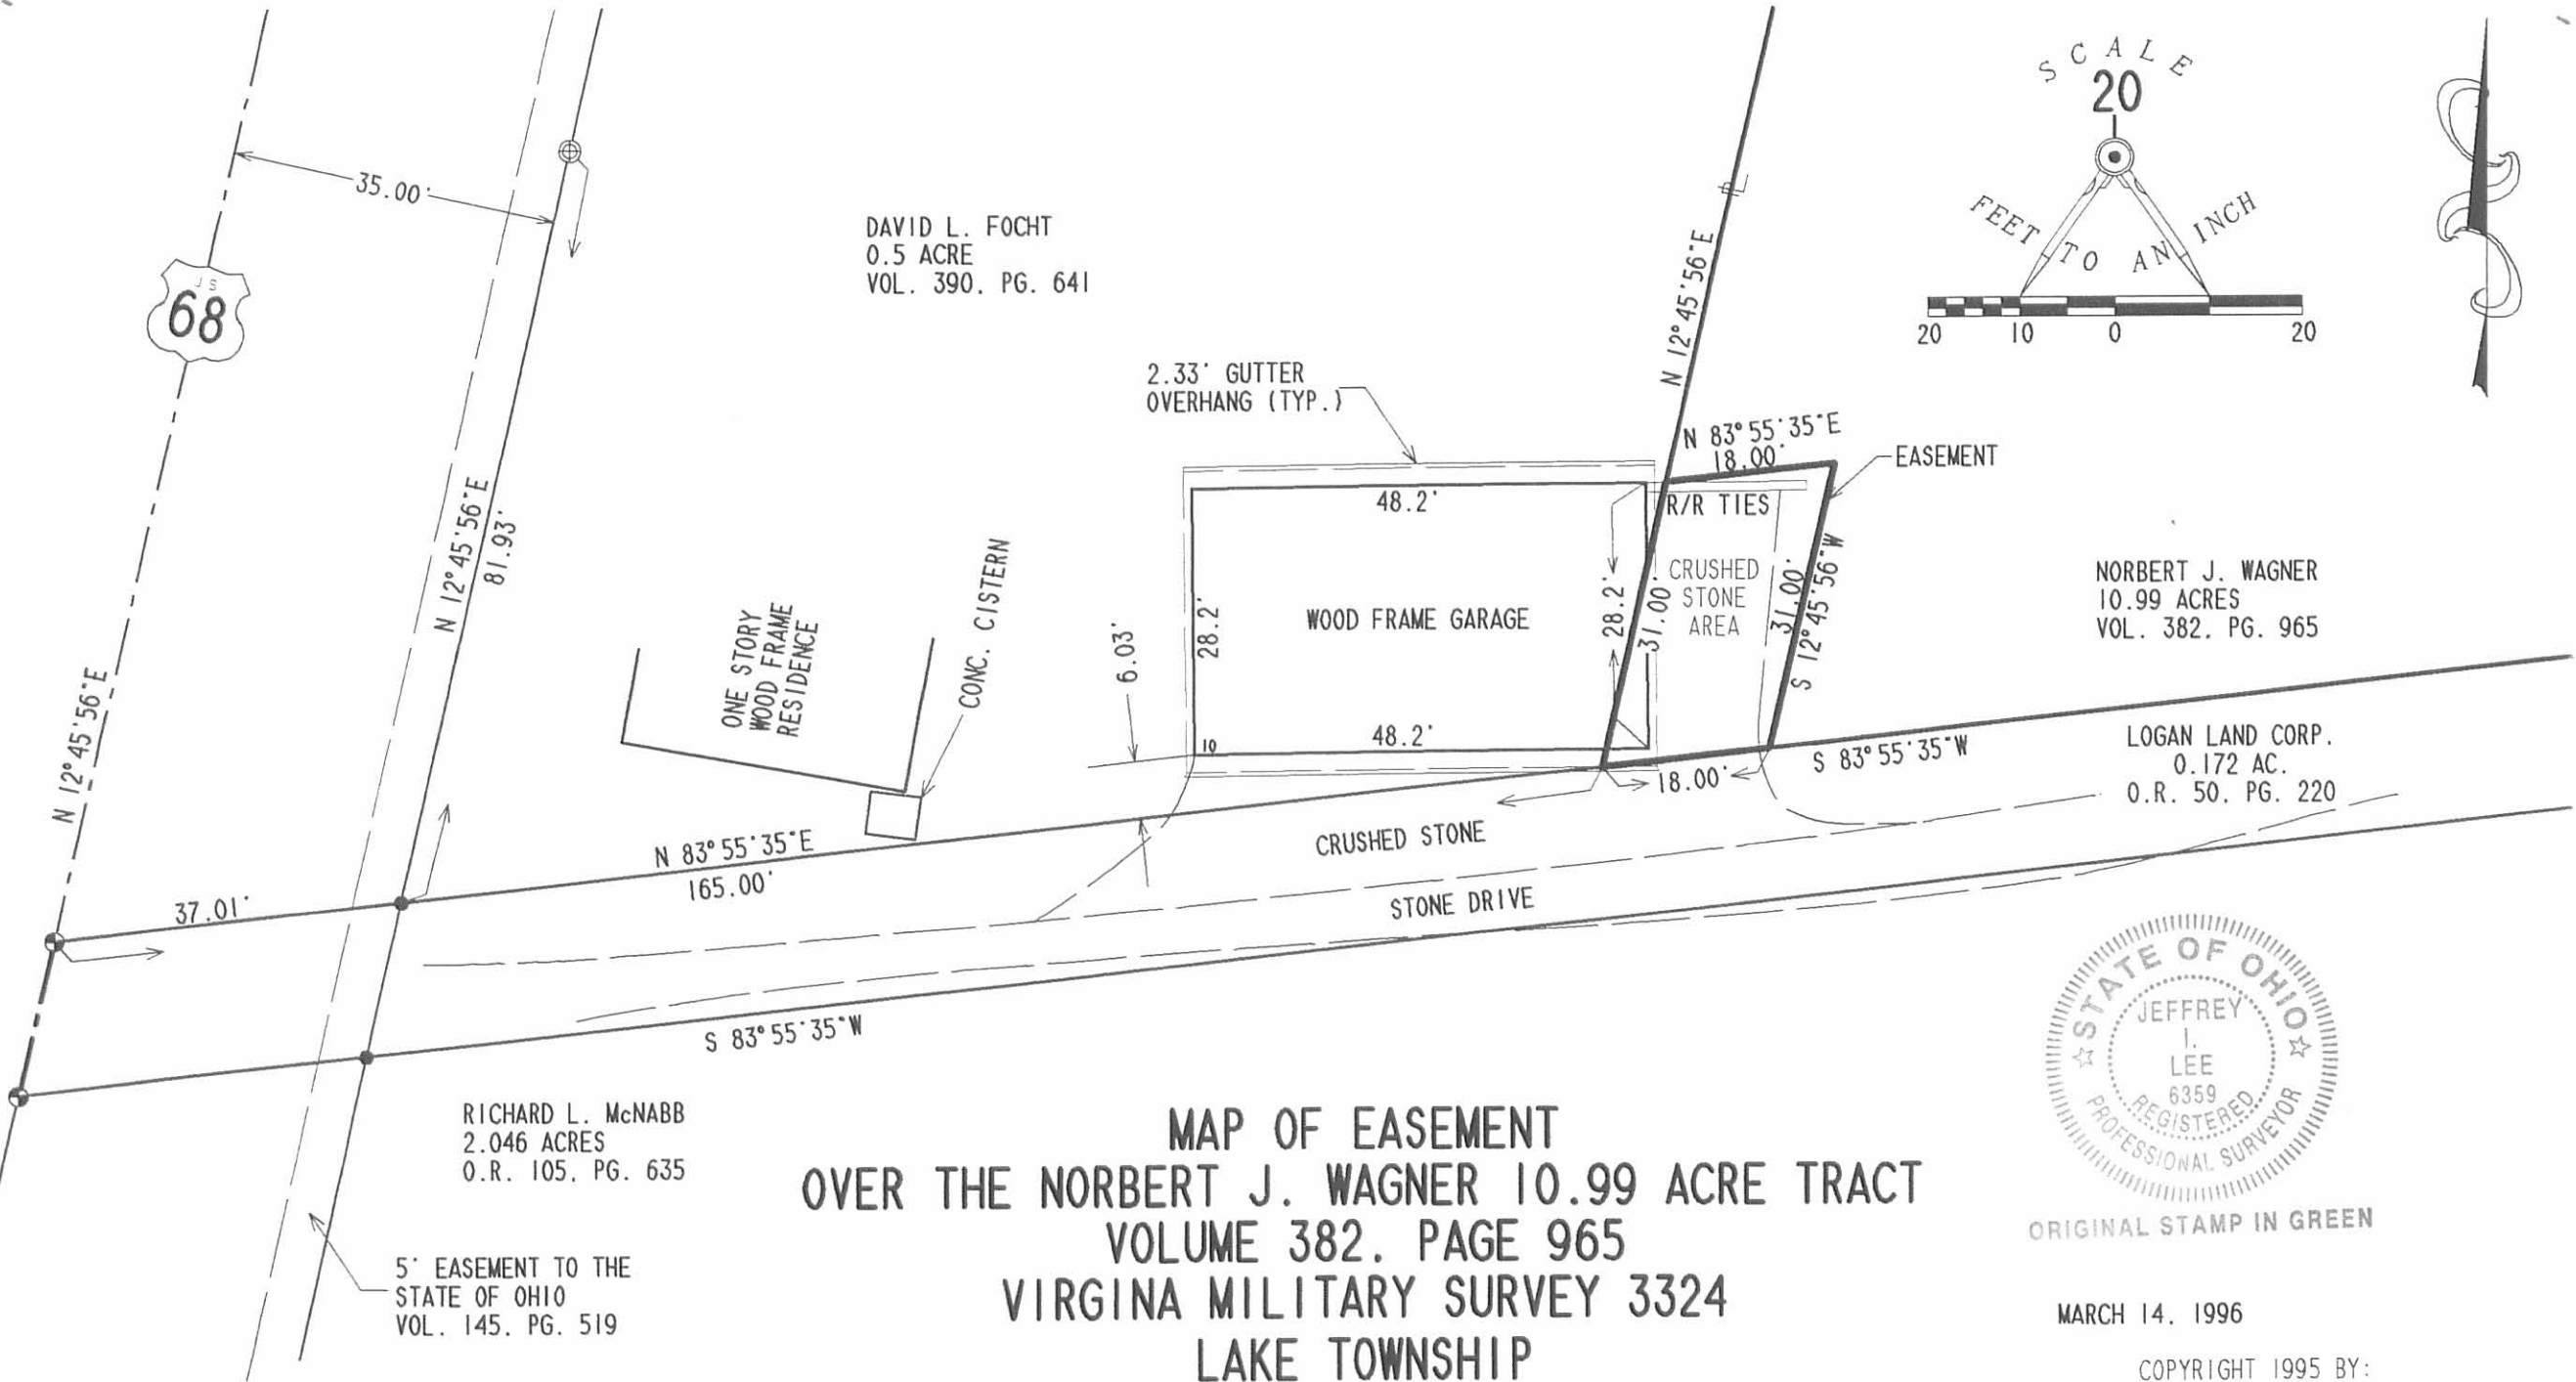 SCALE
20
FEET TO AN INCH
20 10 0 20
35.00'
68
DAVID L. FOCHT
0.5 ACRE
VOL. 390. PG. 641
2.33' GUTTER
OVERHANG (TYP.)
N 12°45'56"E
N 83°55'35"E
18.00'
EASEMENT
R/R TIES
48.2'
N 12°45'56"E
81.93'
CONC. CISTERN
ONE STORY
WOOD FRAME
RESIDENCE
6.03'
28.2'
WOOD FRAME GARAGE
28.2'
31.00'
CRUSHED
STONE
AREA
31.00'
S 12°45'56"W
NORBERT J. WAGNER
10.99 ACRES
VOL. 382. PG. 965
N 12°45'56"E
10
48.2'
18.00'
S 83°55'35"W
LOGAN LAND CORP.
0.172 AC.
O.R. 50. PG. 220
N 83°55'35"E
165.00'
37.01'
CRUSHED STONE
STONE DRIVE
S 83°55'35"W
RICHARD L. McNABB
2.046 ACRES
O.R. 105. PG. 635
5' EASEMENT TO THE
STATE OF OHIO
VOL. 145. PG. 519
MAP OF EASEMENT
OVER THE NORBERT J. WAGNER 10.99 ACRE TRACT
VOLUME 382. PAGE 965
VIRGINA MILITARY SURVEY 3324
LAKE TOWNSHIP
STATE OF OHIO
JEFFREY
I.
LEE
6359
REGISTERED
PROFESSIONAL SURVEYOR
ORIGINAL STAMP IN GREEN
MARCH 14. 1996
COPYRIGHT 1995 BY: